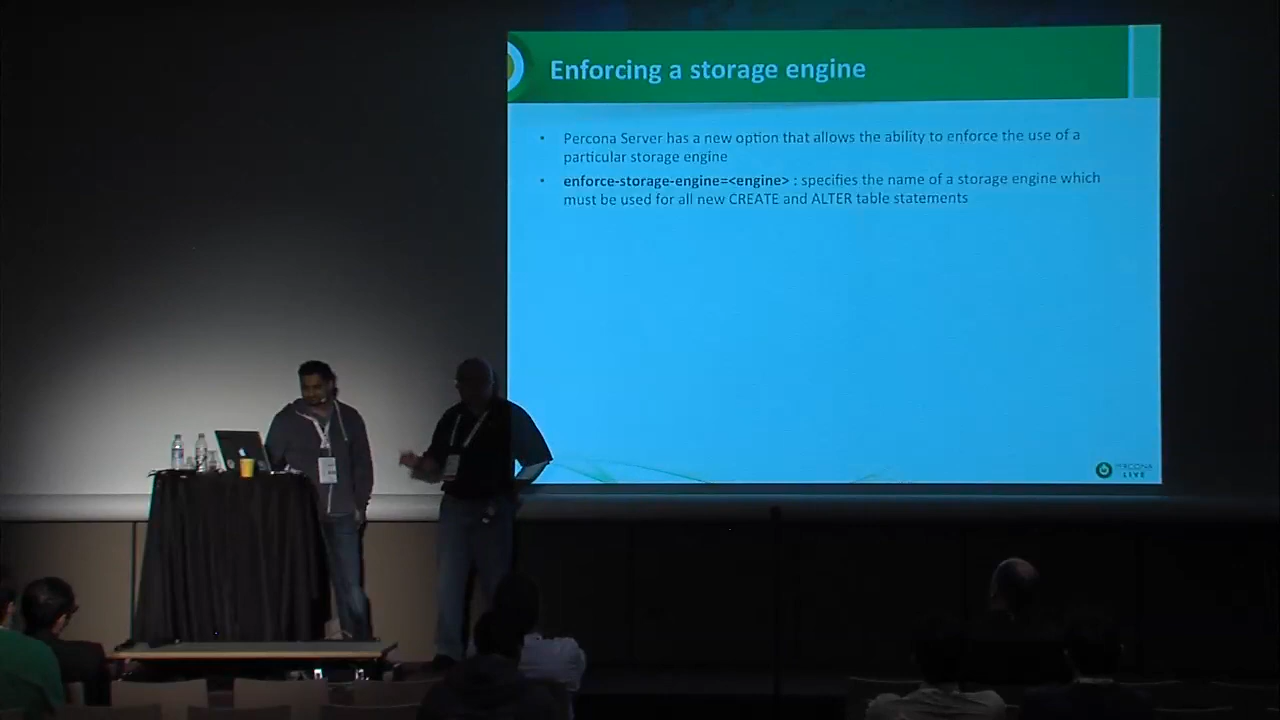 Enforcing a storage engine
• Percona Server has a new option that allows the ability to enforce the use of a
particular storage engine
• enforce-storage-engine=<engine> : specifies the name of a storage engine which
must be used for all new CREATE and ALTER table statements
PERCONA
LIVE